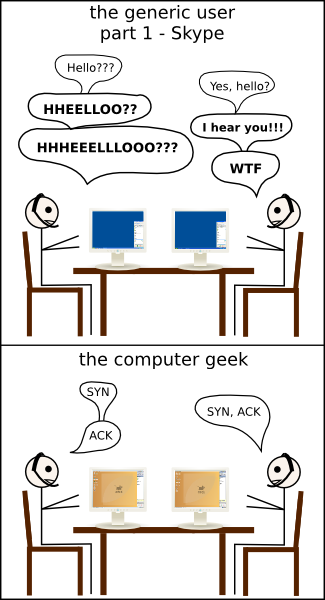 the generic user
part 1 - Skype
Hello???
Yes, hello?
HHEELLOO??
I hear you!!!
HHHEEELLLOOO???
WTF
the computer geek
SYN
SYN, ACK
ACK